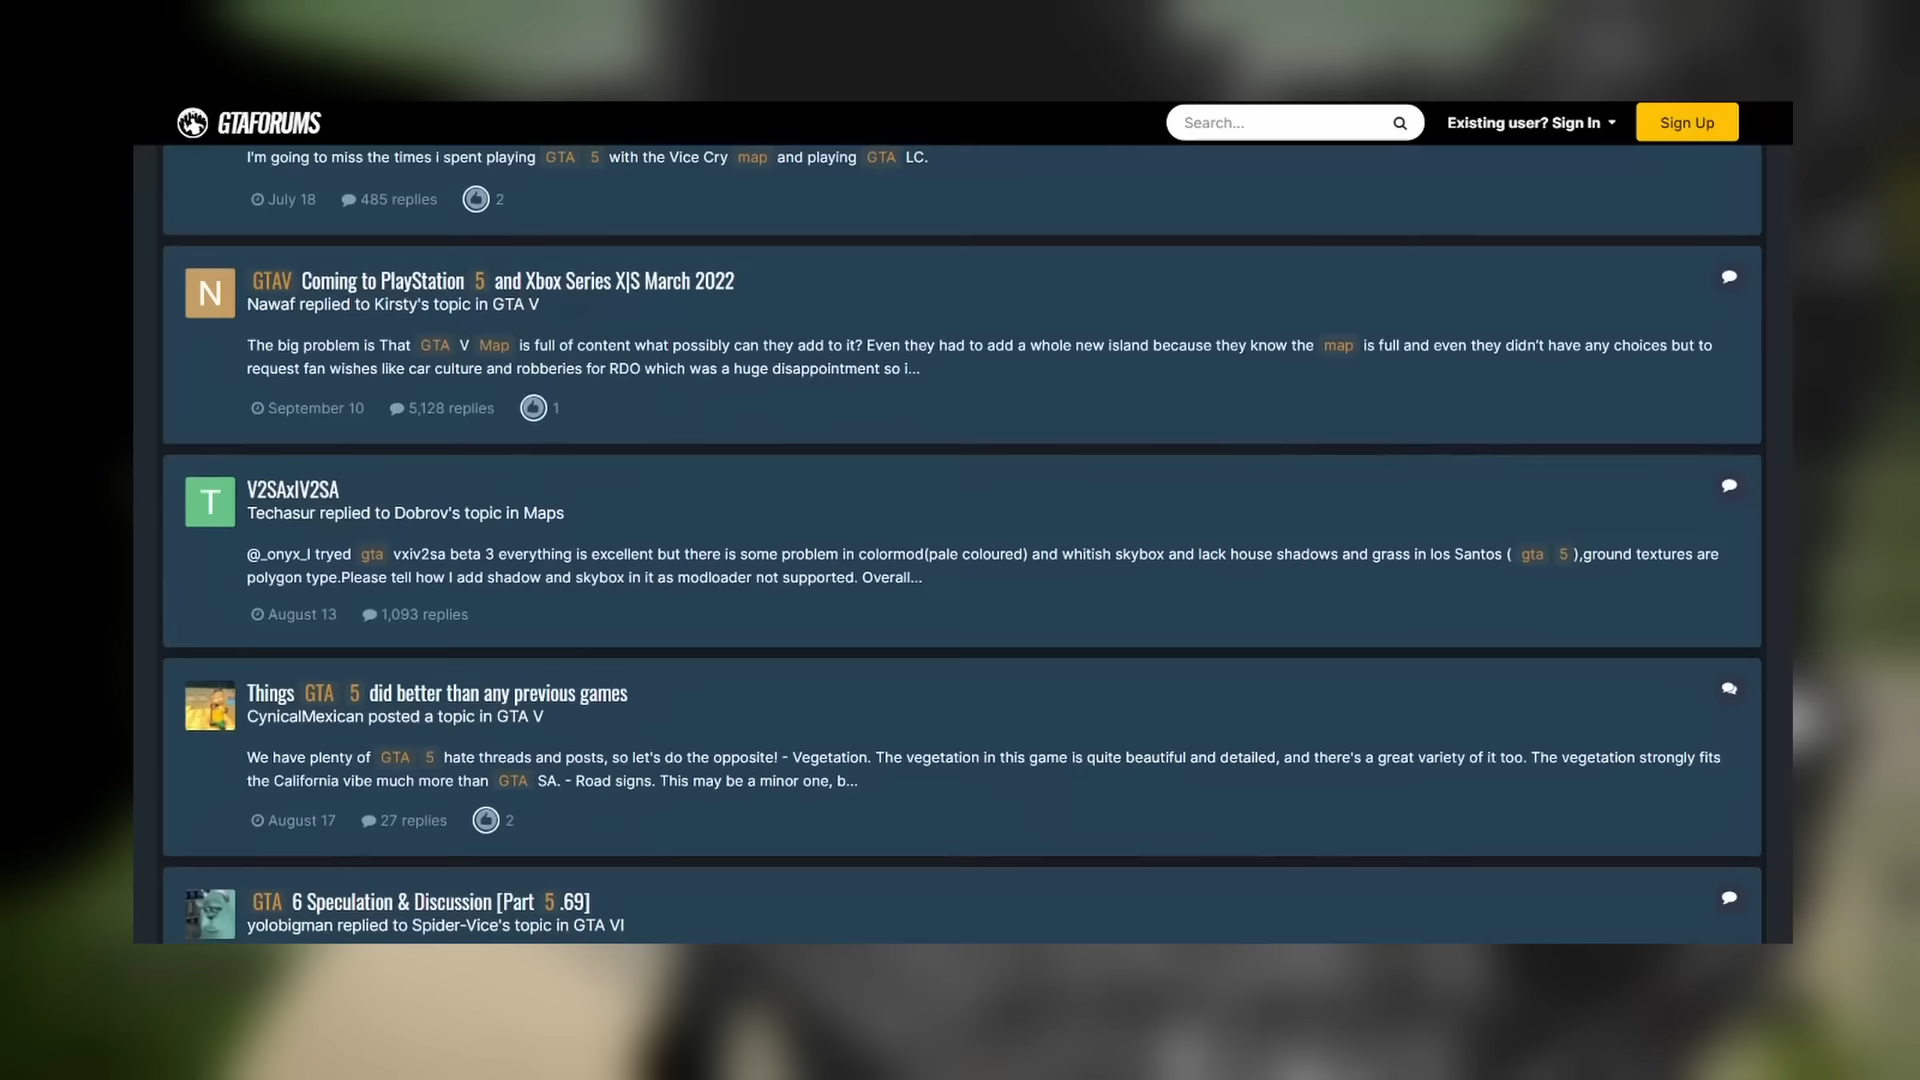 GTAFORUMS
Search...
Existing user? Sign In
Sign Up
I'm going to miss the times i spent playing GTA 5 with the Vice Cry map and playing GTA LC.
July 18 485 replies 2
N
GTAV Coming to PlayStation 5 and Xbox Series X|S March 2022
Nawaf replied to Kirsty's topic in GTA V
The big problem is That GTA V Map is full of content what possibly can they add to it? Even they had to add a whole new island because they know the map is full and even they didn't have any choices but to
request fan wishes like car culture and robberies for RDO which was a huge disappointment so i...
September 10 5,128 replies 1
T
V2SAxIV2SA
Techasur replied to Dobrov's topic in Maps
@_onyx_I tryed gta vxiv2sa beta 3 everything is excellent but there is some problem in colormod(pale coloured) and whitish skybox and lack house shadows and grass in los Santos ( gta 5 ),ground textures are
polygon type.Please tell how I add shadow and skybox in it as modloader not supported. Overall...
August 13 1,093 replies
Things GTA 5 did better than any previous games
CynicalMexican posted a topic in GTA V
We have plenty of GTA 5 hate threads and posts, so let's do the opposite! - Vegetation. The vegetation in this game is quite beautiful and detailed, and there's a great variety of it too. The vegetation strongly fits
the California vibe much more than GTA SA. - Road signs. This may be a minor one, b...
August 17 27 replies 2
GTA 6 Speculation & Discussion [Part 5 .69]
yolobigman replied to Spider-Vice's topic in GTA VI